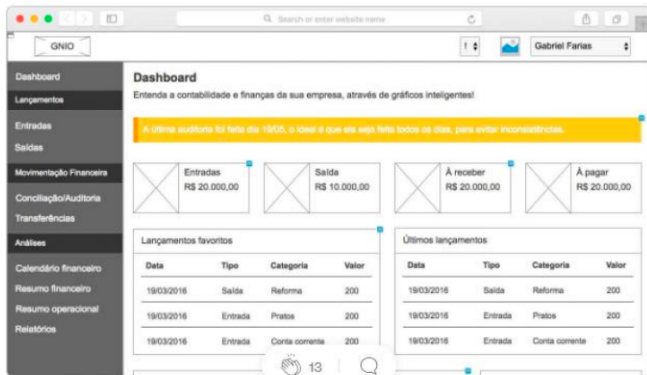 Search or enter website name
GNIO
!
Gabriel Farias
Dashboard
Lançamentos
Entradas
Saídas
Movimentação Financeira
Conciliação/Auditoria
Transferências
Análises
Calendário financeiro
Resumo financeiro
Resumo operacional
Relatórios
Dashboard
Entenda a contabilidade e finanças da sua empresa, através de gráficos inteligentes!
A última auditoria foi feita dia 19/05, o ideal é que ela seja feita todos os dias, para evitar inconsistências.
Entradas
R$ 20.000,00
Saída
R$ 10.000,00
À receber
R$ 20.000,00
À pagar
R$ 20.000,00
Lançamentos favoritos
Data Tipo Categoria Valor
19/03/2016 Saída Reforma 200
19/03/2016 Entrada Pratos 200
19/03/2016 Entrada Conta corrente 200
Últimos lançamentos
Data Tipo Categoria Valor
19/03/2016 Saída Reforma 200
19/03/2016 Entrada Pratos 200
19/03/2016 Entrada Conta corrente 200
13